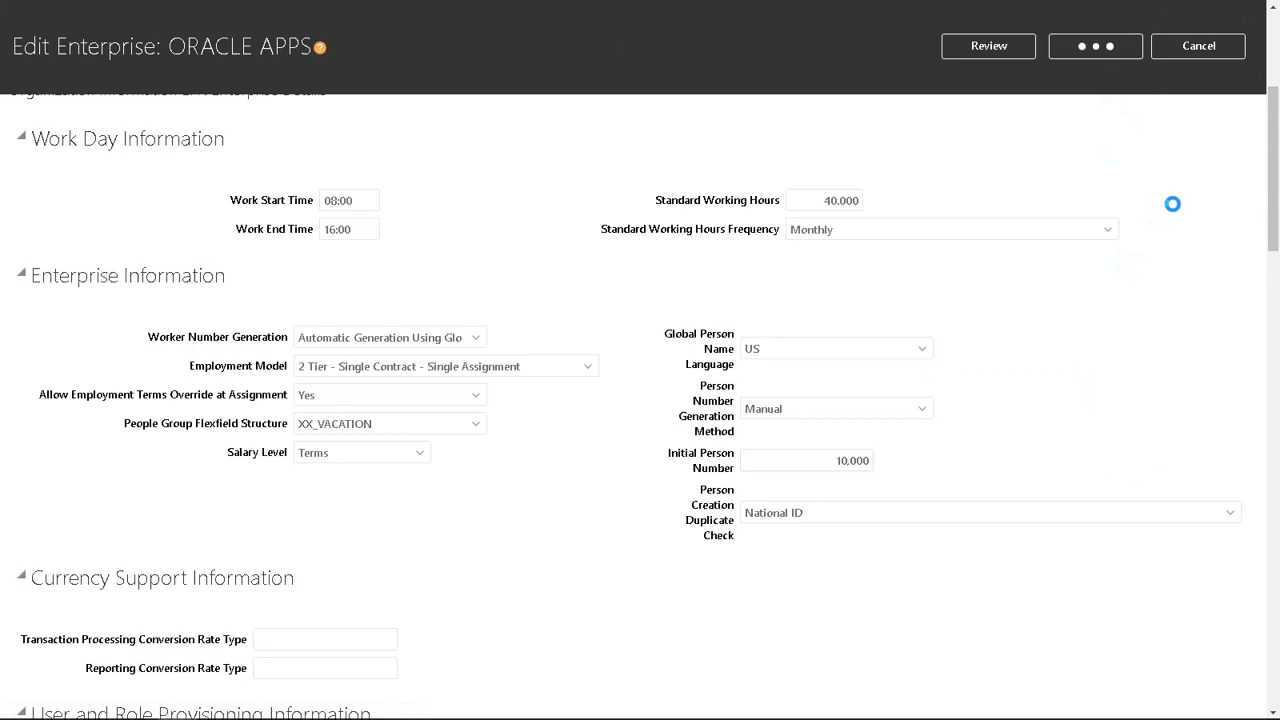 Edit Enterprise: ORACLE APPS ?
Review
Cancel
Work Day Information
Work Start Time 08:00
Standard Working Hours 40.000
Work End Time 16:00
Standard Working Hours Frequency Monthly
Enterprise Information
Worker Number Generation Automatic Generation Using Glo
Employment Model 2 Tier - Single Contract - Single Assignment
Allow Employment Terms Override at Assignment Yes
People Group Flexfield Structure XX_VACATION
Salary Level Terms
Global Person
Name US
Language
Person
Number
Generation Manual
Method
Initial Person 10,000
Number
Person
Creation
Duplicate National ID
Check
Currency Support Information
Transaction Processing Conversion Rate Type
Reporting Conversion Rate Type
User and Role Provisioning Information